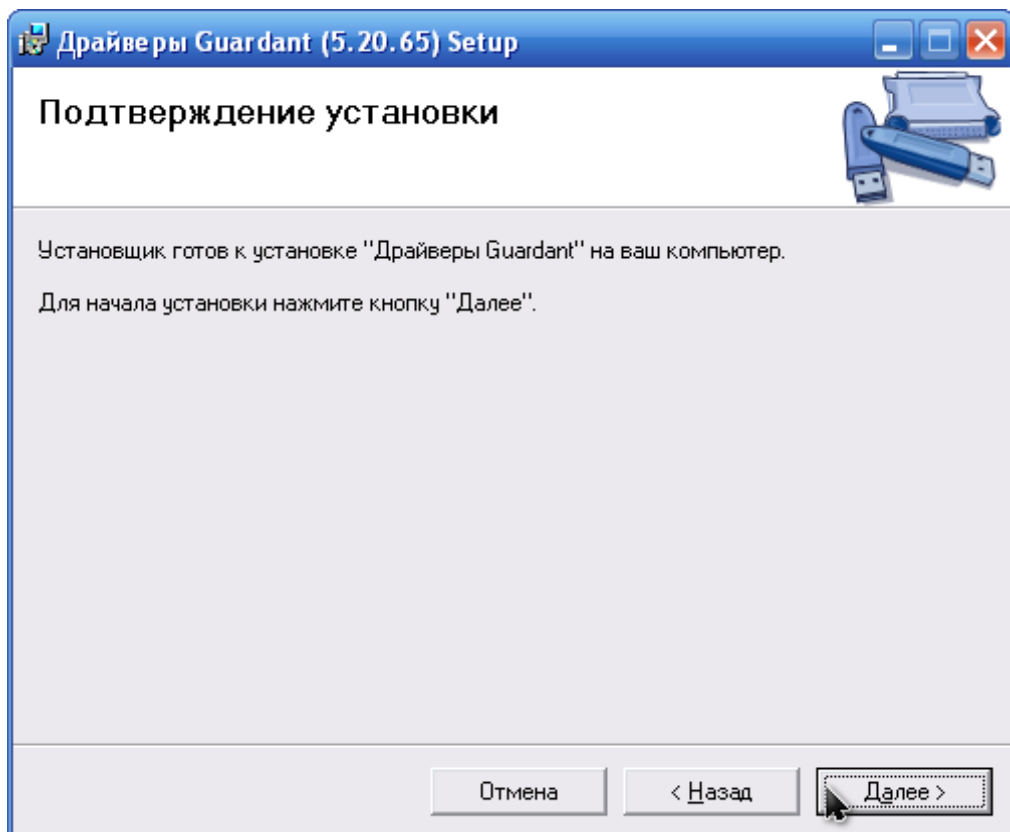 Драйверы Guardant (5.20.65) Setup
Подтверждение установки
Установщик готов к установке "Драйверы Guardant" на ваш компьютер.
Для начала установки нажмите кнопку "Далее".
Отмена
< Назад
Далее >